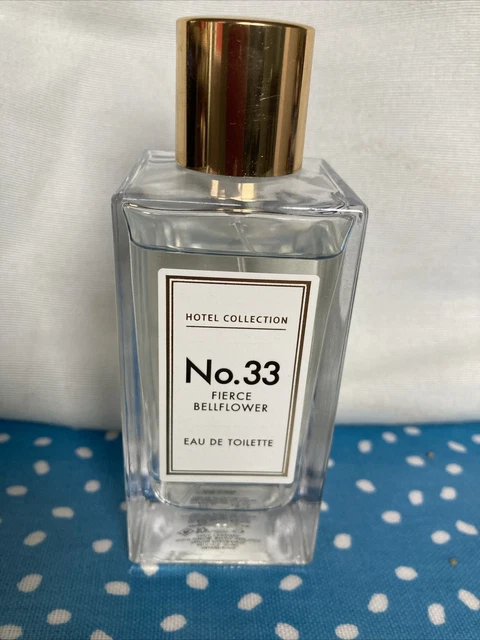 HOTEL COLLECTION
No.33
FIERCE
BELLFLOWER
EAU DE TOILETTE